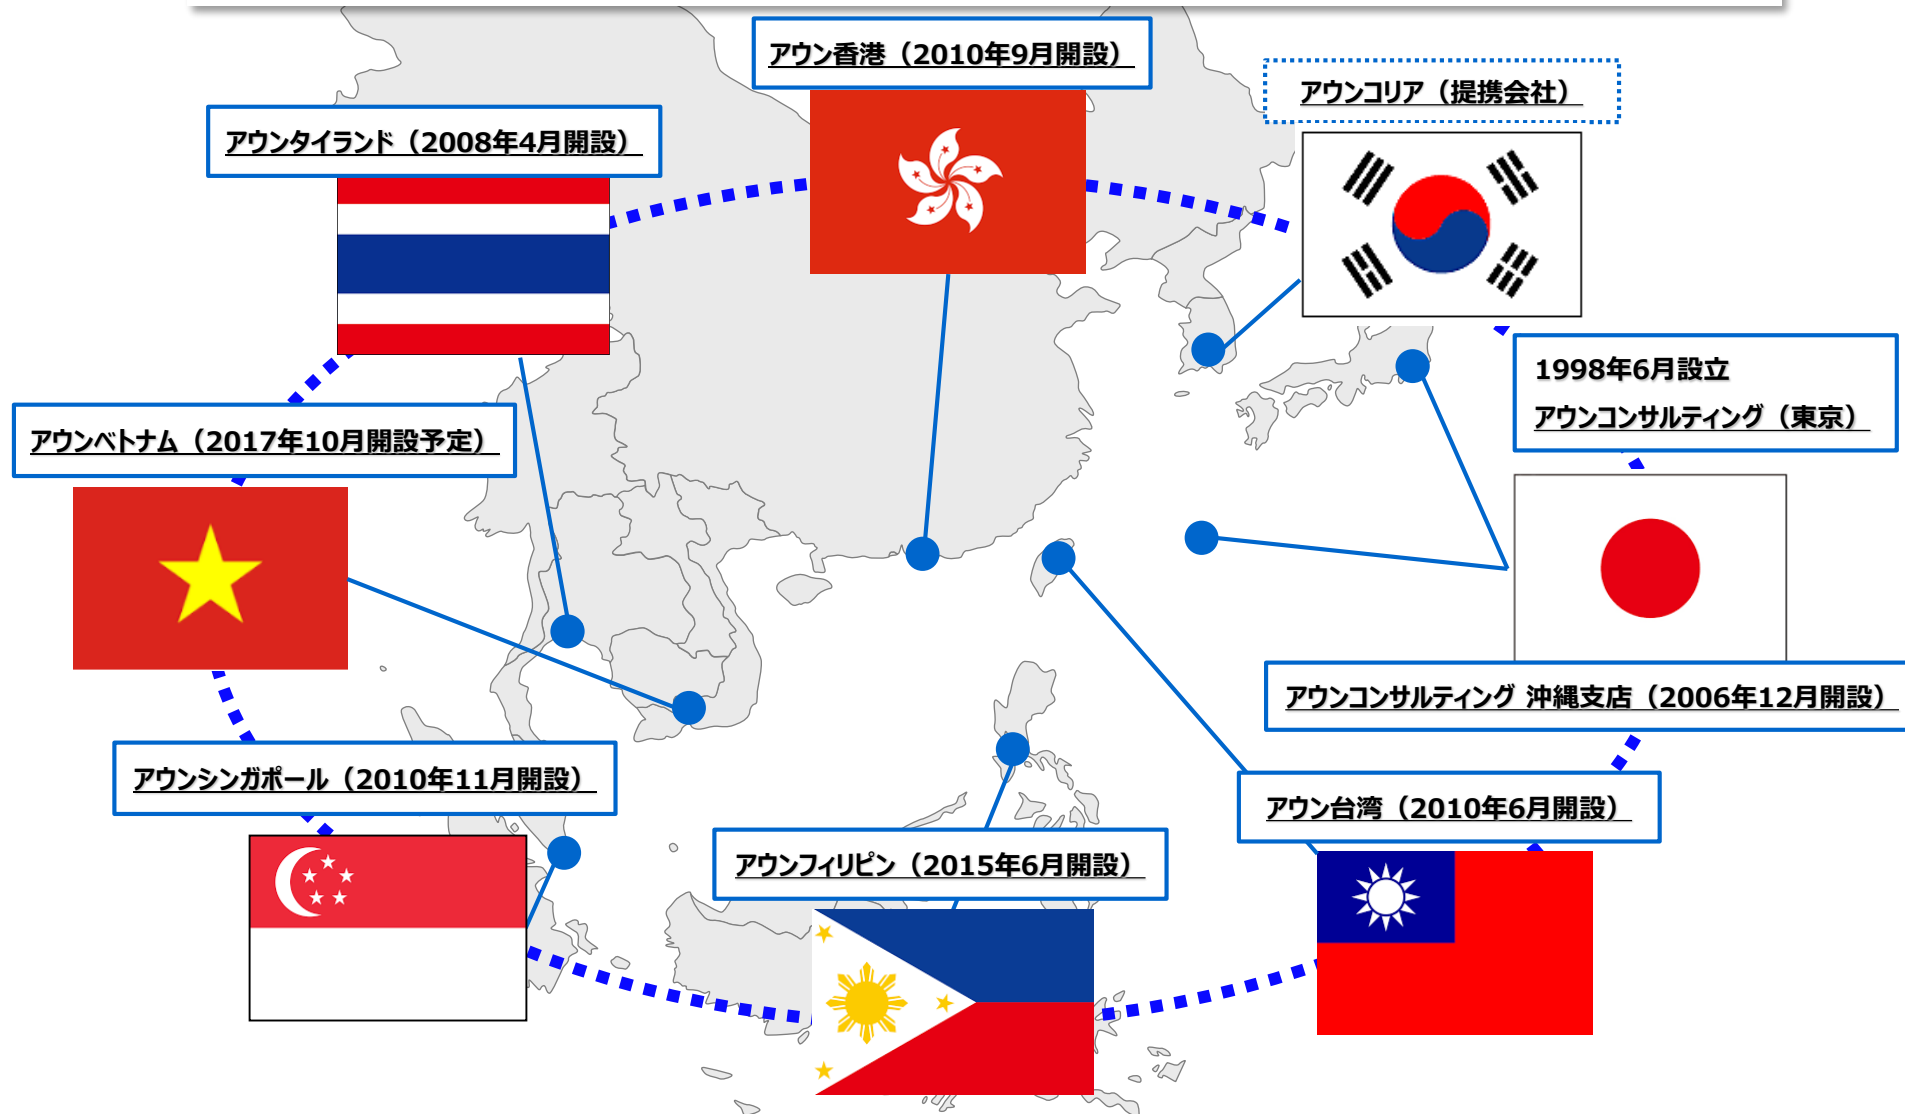 アウン香港（2010年9月開設）
アウンコリア（提携会社）
アウンタイランド（2008年4月開設）
1998年6月設立
アウンコンサルティング（東京）
アウンベトナム（2017年10月開設予定）
アウンコンサルティング 沖縄支店（2006年12月開設）
アウンシンガポール（2010年11月開設）
アウン台湾（2010年6月開設）
アウンフィリピン（2015年6月開設）